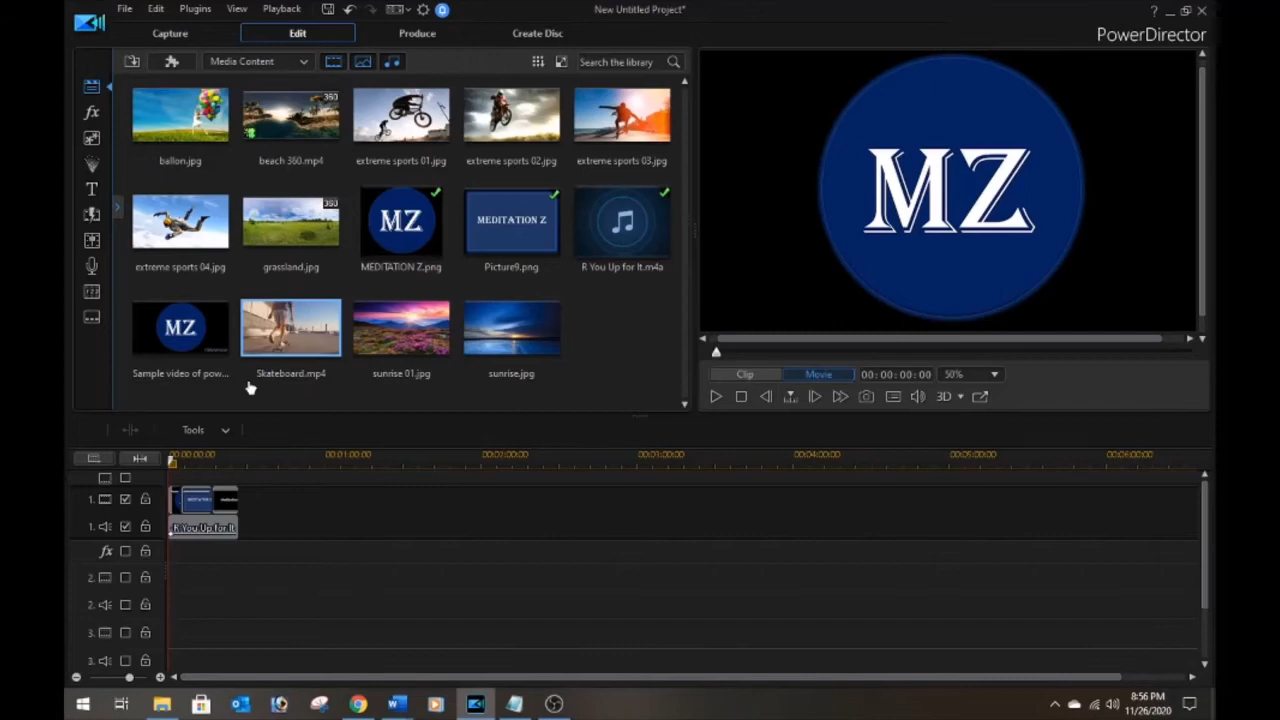 File Edit Plugins View Playback New Untitled Project* ?
Capture Edit Produce Create Disc PowerDirector
Media Content Search the library
360 360
ballon.jpg beach 360.mp4 extreme sports 01.jpg extreme sports 02.jpg extreme sports 03.jpg
fx
T
MZ MEDITATION Z
extreme sports 04.jpg grassland.jpg MEDITATION Z.png Picture9.png R You Up for It.m4a
MZ
Sample video of pow... Skateboard.mp4 sunrise 01.jpg sunrise.jpg
MZ
Clip Movie 00:00:00:00 50%
3D
Tools
00:00:00:00 00:01:00:00 00:02:00:00 00:03:00:00 00:04:00:00 00:05:00:00 00:06:00:00
1.
1. R You Up for It
fx
2.
2.
3.
3.
8:56 PM
11/26/2020